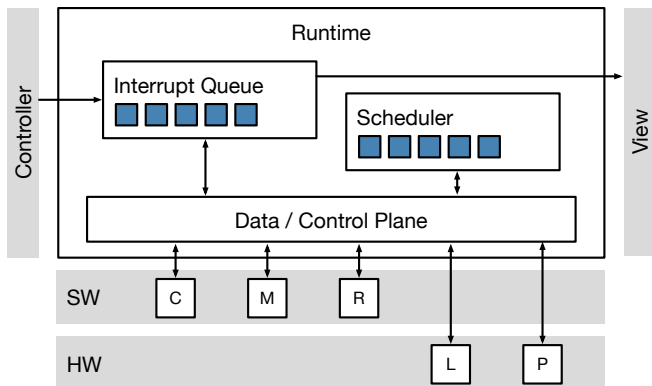 Runtime
Controller
Interrupt Queue
Scheduler
View
Data / Control Plane
SW
C
M
R
HW
L
P